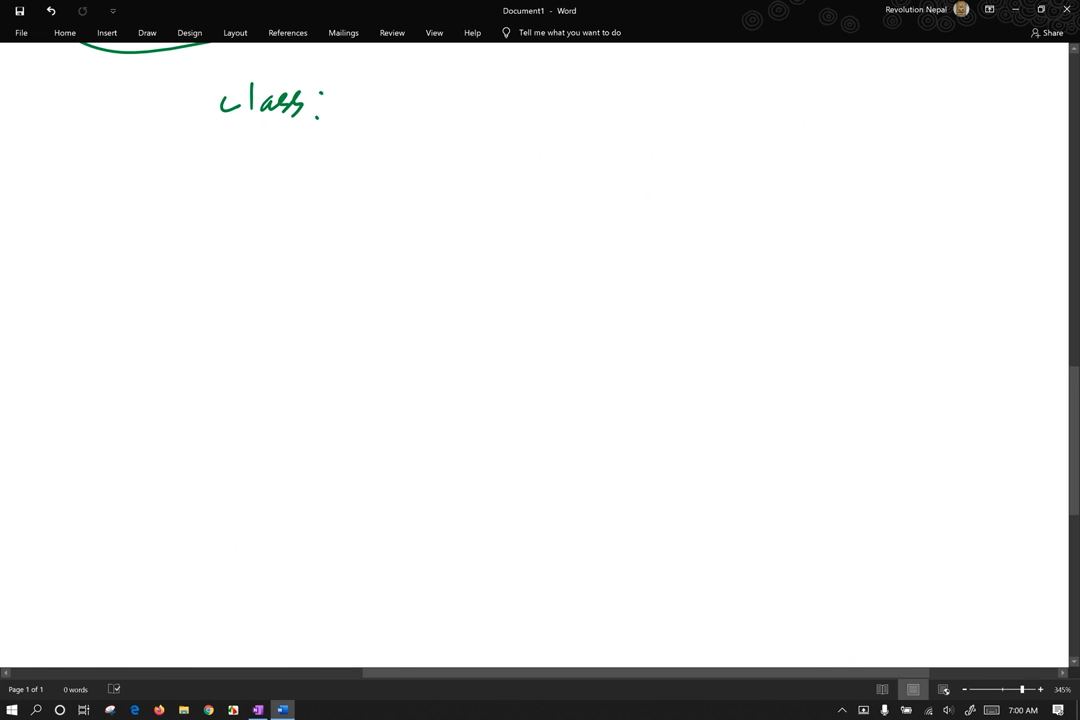 Document1 - Word
Revolution Nepal
File Home Insert Draw Design Layout References Mailings Review View Help Tell me what you want to do Share
class:
Page 1 of 1 0 words 345%
7:00 AM